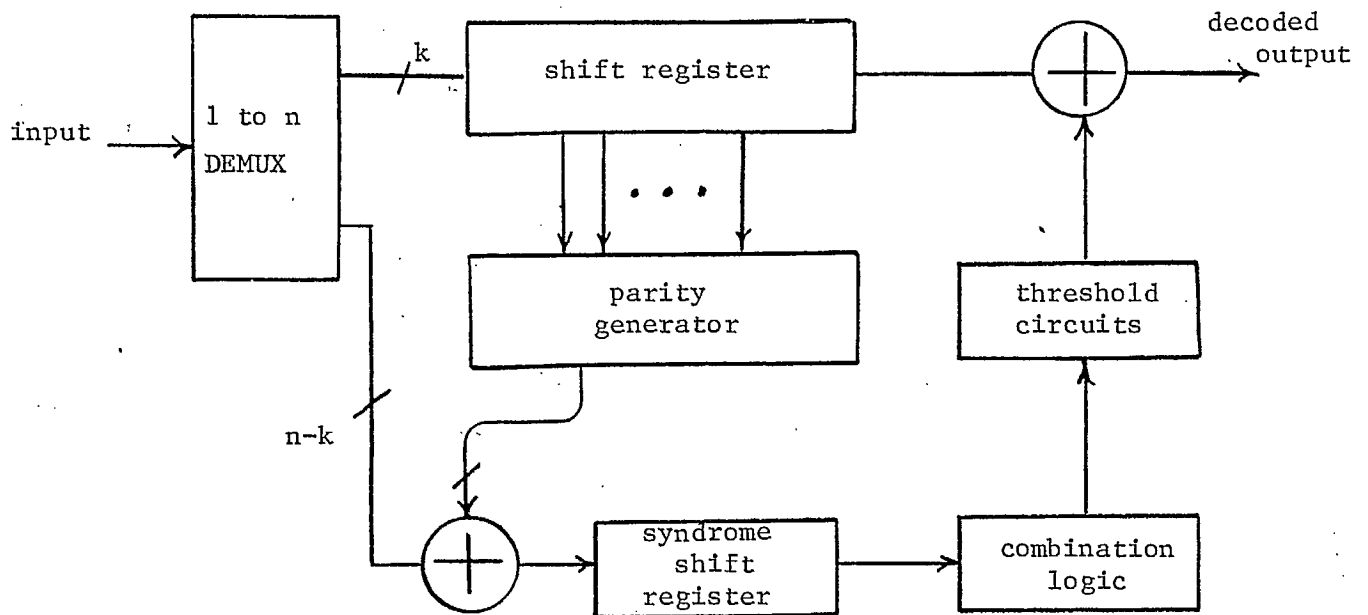 input
1 to n
DEMUX
k
n-k
shift register
parity
generator
syndrome
shift
register
combination
logic
threshold
circuits
decoded
output